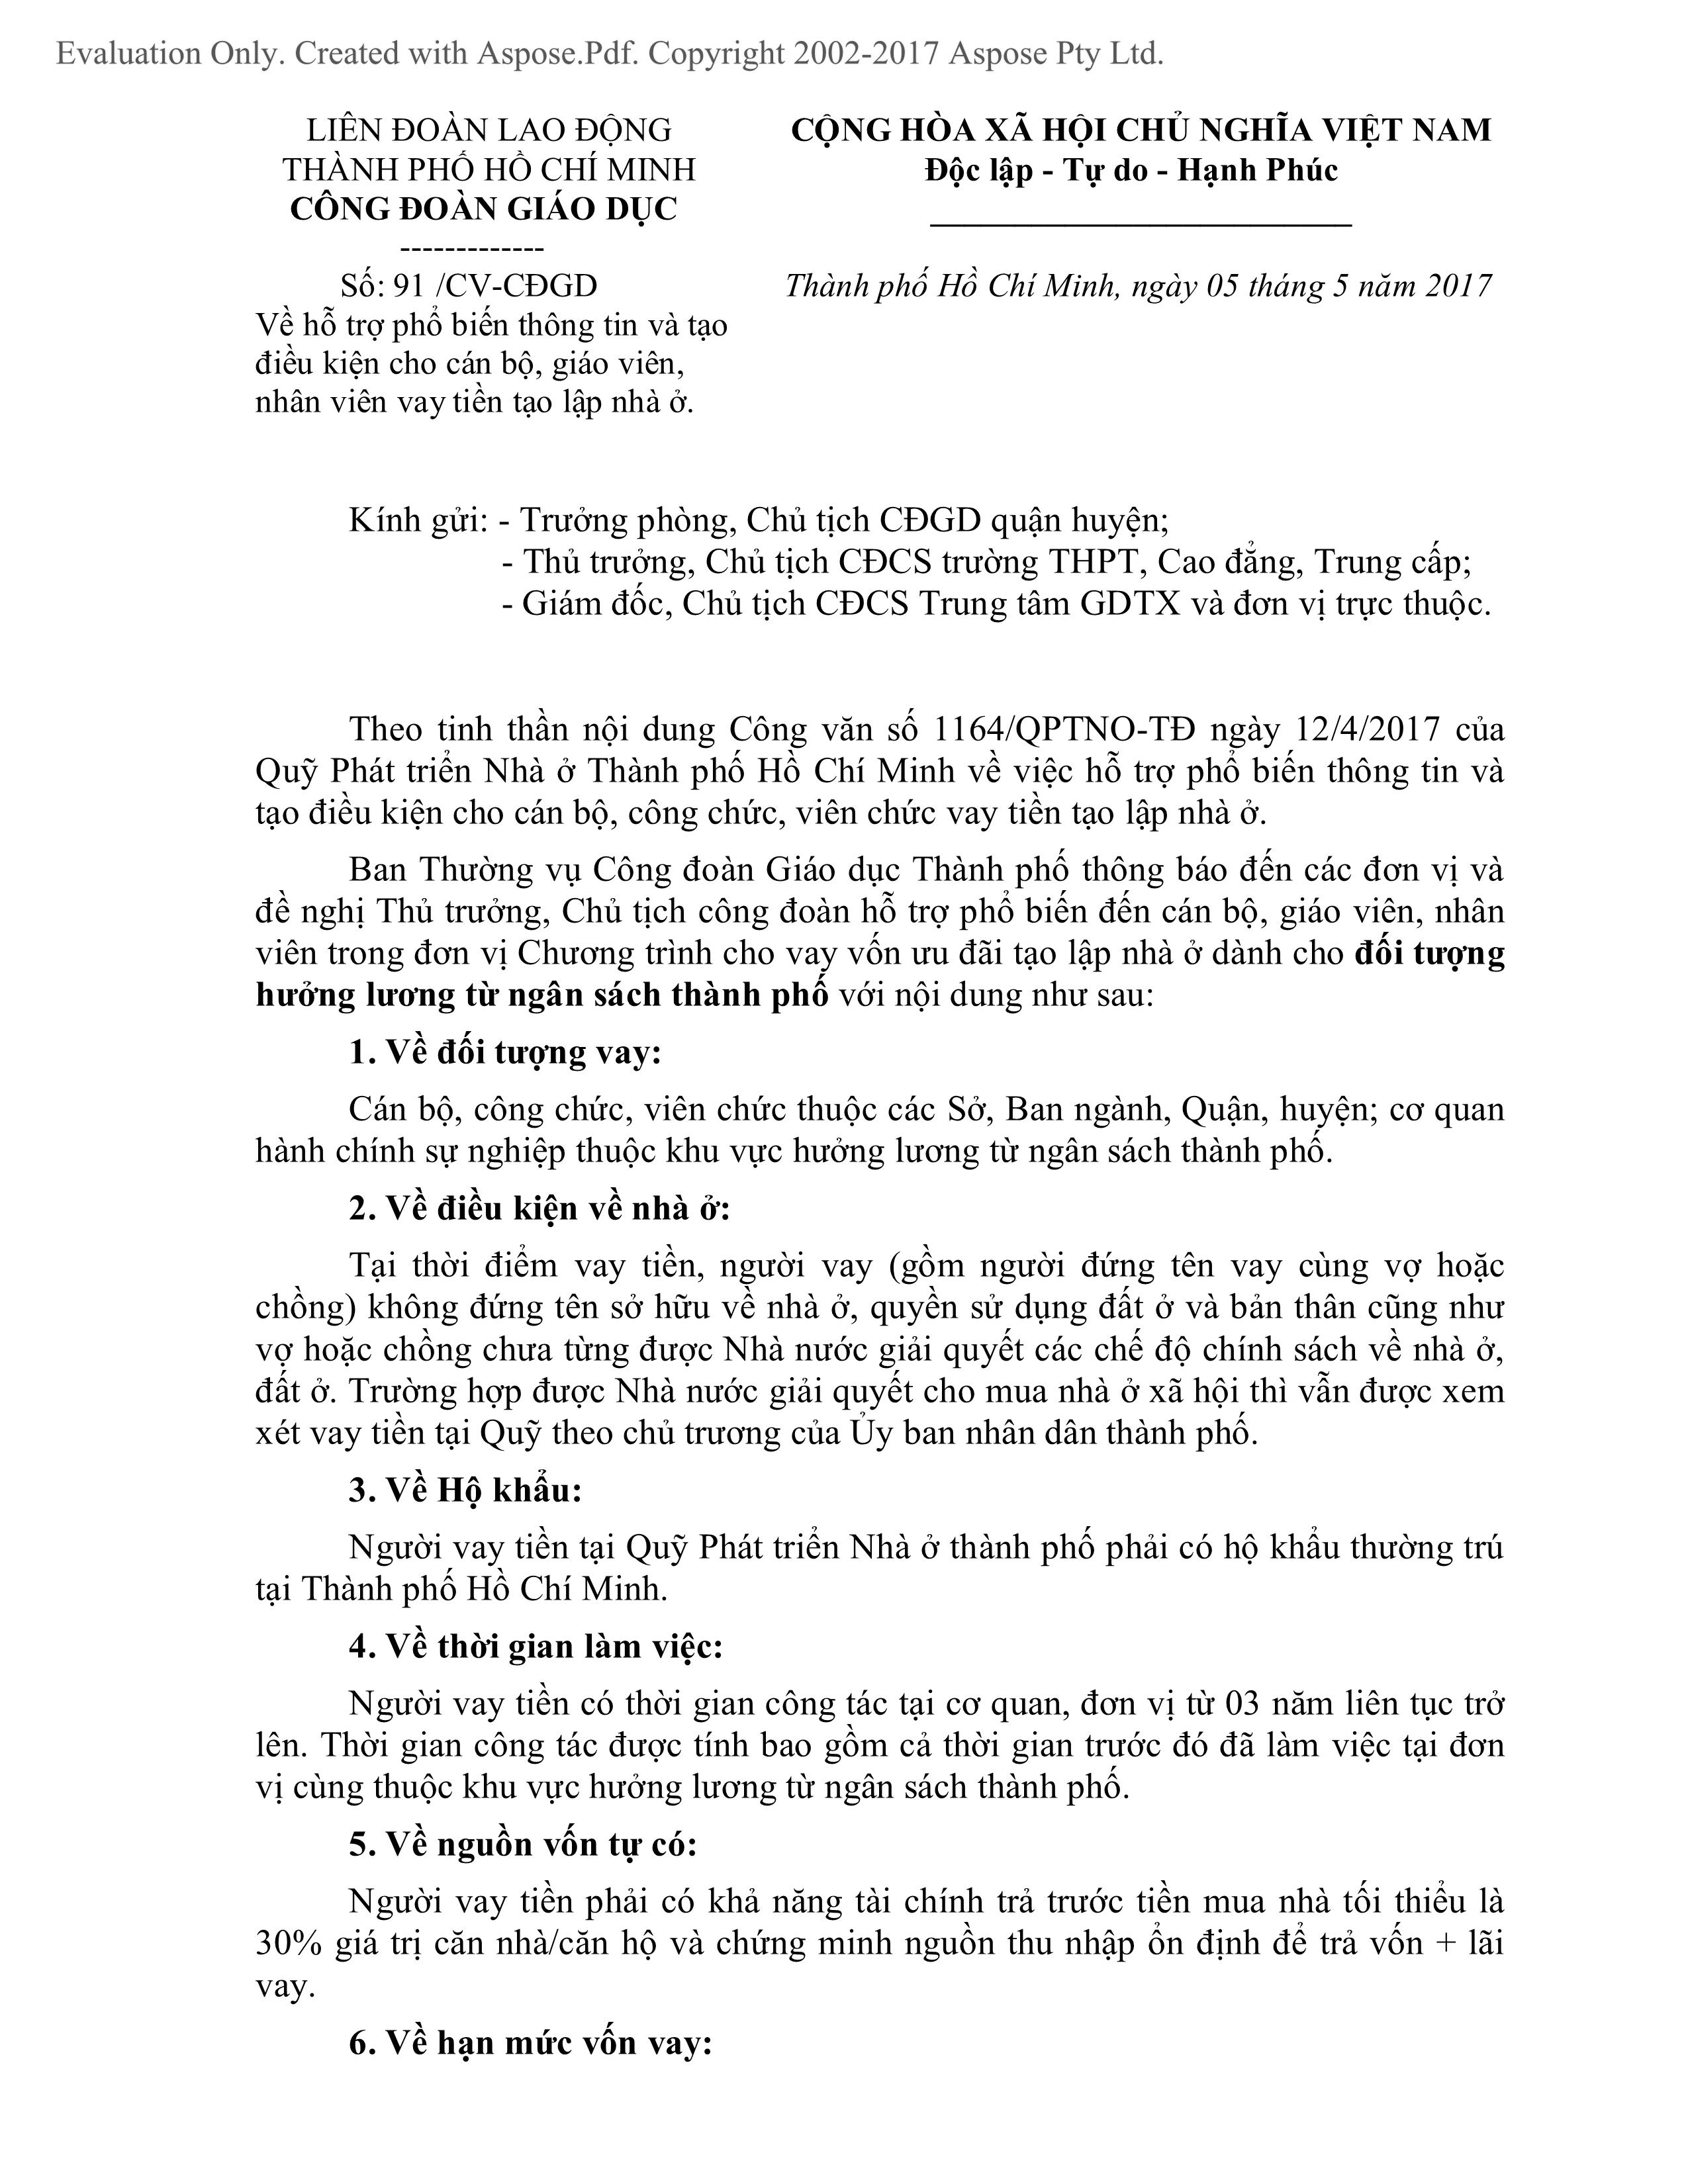 Evaluation Only. Created with Aspose.Pdf. Copyright 2002-2017 Aspose Pty Ltd.
LIÊN ĐOÀN LAO ĐỘNG
THÀNH PHỐ HỒ CHÍ MINH
CÔNG ĐOÀN GIÁO DỤC
-------------
Số: 91 /CV-CĐGD
Về hỗ trợ phổ biến thông tin và tạo
điều kiện cho cán bộ, giáo viên,
nhân viên vay tiền tạo lập nhà ở.
CỘNG HÒA XÃ HỘI CHỦ NGHĨA VIỆT NAM
Độc lập - Tự do - Hạnh Phúc
Thành phố Hồ Chí Minh, ngày 05 tháng 5 năm 2017
Kính gửi: - Trưởng phòng, Chủ tịch CĐGD quận huyện;
- Thủ trưởng, Chủ tịch CĐCS trường THPT, Cao đẳng, Trung cấp;
- Giám đốc, Chủ tịch CĐCS Trung tâm GDTX và đơn vị trực thuộc.
Theo tinh thần nội dung Công văn số 1164/QPTNO-TĐ ngày 12/4/2017 của
Quỹ Phát triển Nhà ở Thành phố Hồ Chí Minh về việc hỗ trợ phổ biến thông tin và
tạo điều kiện cho cán bộ, công chức, viên chức vay tiền tạo lập nhà ở.
Ban Thường vụ Công đoàn Giáo dục Thành phố thông báo đến các đơn vị và
đề nghị Thủ trưởng, Chủ tịch công đoàn hỗ trợ phổ biến đến cán bộ, giáo viên, nhân
viên trong đơn vị Chương trình cho vay vốn ưu đãi tạo lập nhà ở dành cho đối tượng
hưởng lương từ ngân sách thành phố với nội dung như sau:
1. Về đối tượng vay:
Cán bộ, công chức, viên chức thuộc các Sở, Ban ngành, Quận, huyện; cơ quan
hành chính sự nghiệp thuộc khu vực hưởng lương từ ngân sách thành phố.
2. Về điều kiện về nhà ở:
Tại thời điểm vay tiền, người vay (gồm người đứng tên vay cùng vợ hoặc
chồng) không đứng tên sở hữu về nhà ở, quyền sử dụng đất ở và bản thân cũng như
vợ hoặc chồng chưa từng được Nhà nước giải quyết các chế độ chính sách về nhà ở,
đất ở. Trường hợp được Nhà nước giải quyết cho mua nhà ở xã hội thì vẫn được xem
xét vay tiền tại Quỹ theo chủ trương của Ủy ban nhân dân thành phố.
3. Về Hộ khẩu:
Người vay tiền tại Quỹ Phát triển Nhà ở thành phố phải có hộ khẩu thường trú
tại Thành phố Hồ Chí Minh.
4. Về thời gian làm việc:
Người vay tiền có thời gian công tác tại cơ quan, đơn vị từ 03 năm liên tục trở
lên. Thời gian công tác được tính bao gồm cả thời gian trước đó đã làm việc tại đơn
vị cùng thuộc khu vực hưởng lương từ ngân sách thành phố.
5. Về nguồn vốn tự có:
Người vay tiền phải có khả năng tài chính trả trước tiền mua nhà tối thiểu là
30% giá trị căn nhà/căn hộ và chứng minh nguồn thu nhập ổn định để trả vốn + lãi
vay.
6. Về hạn mức vốn vay: